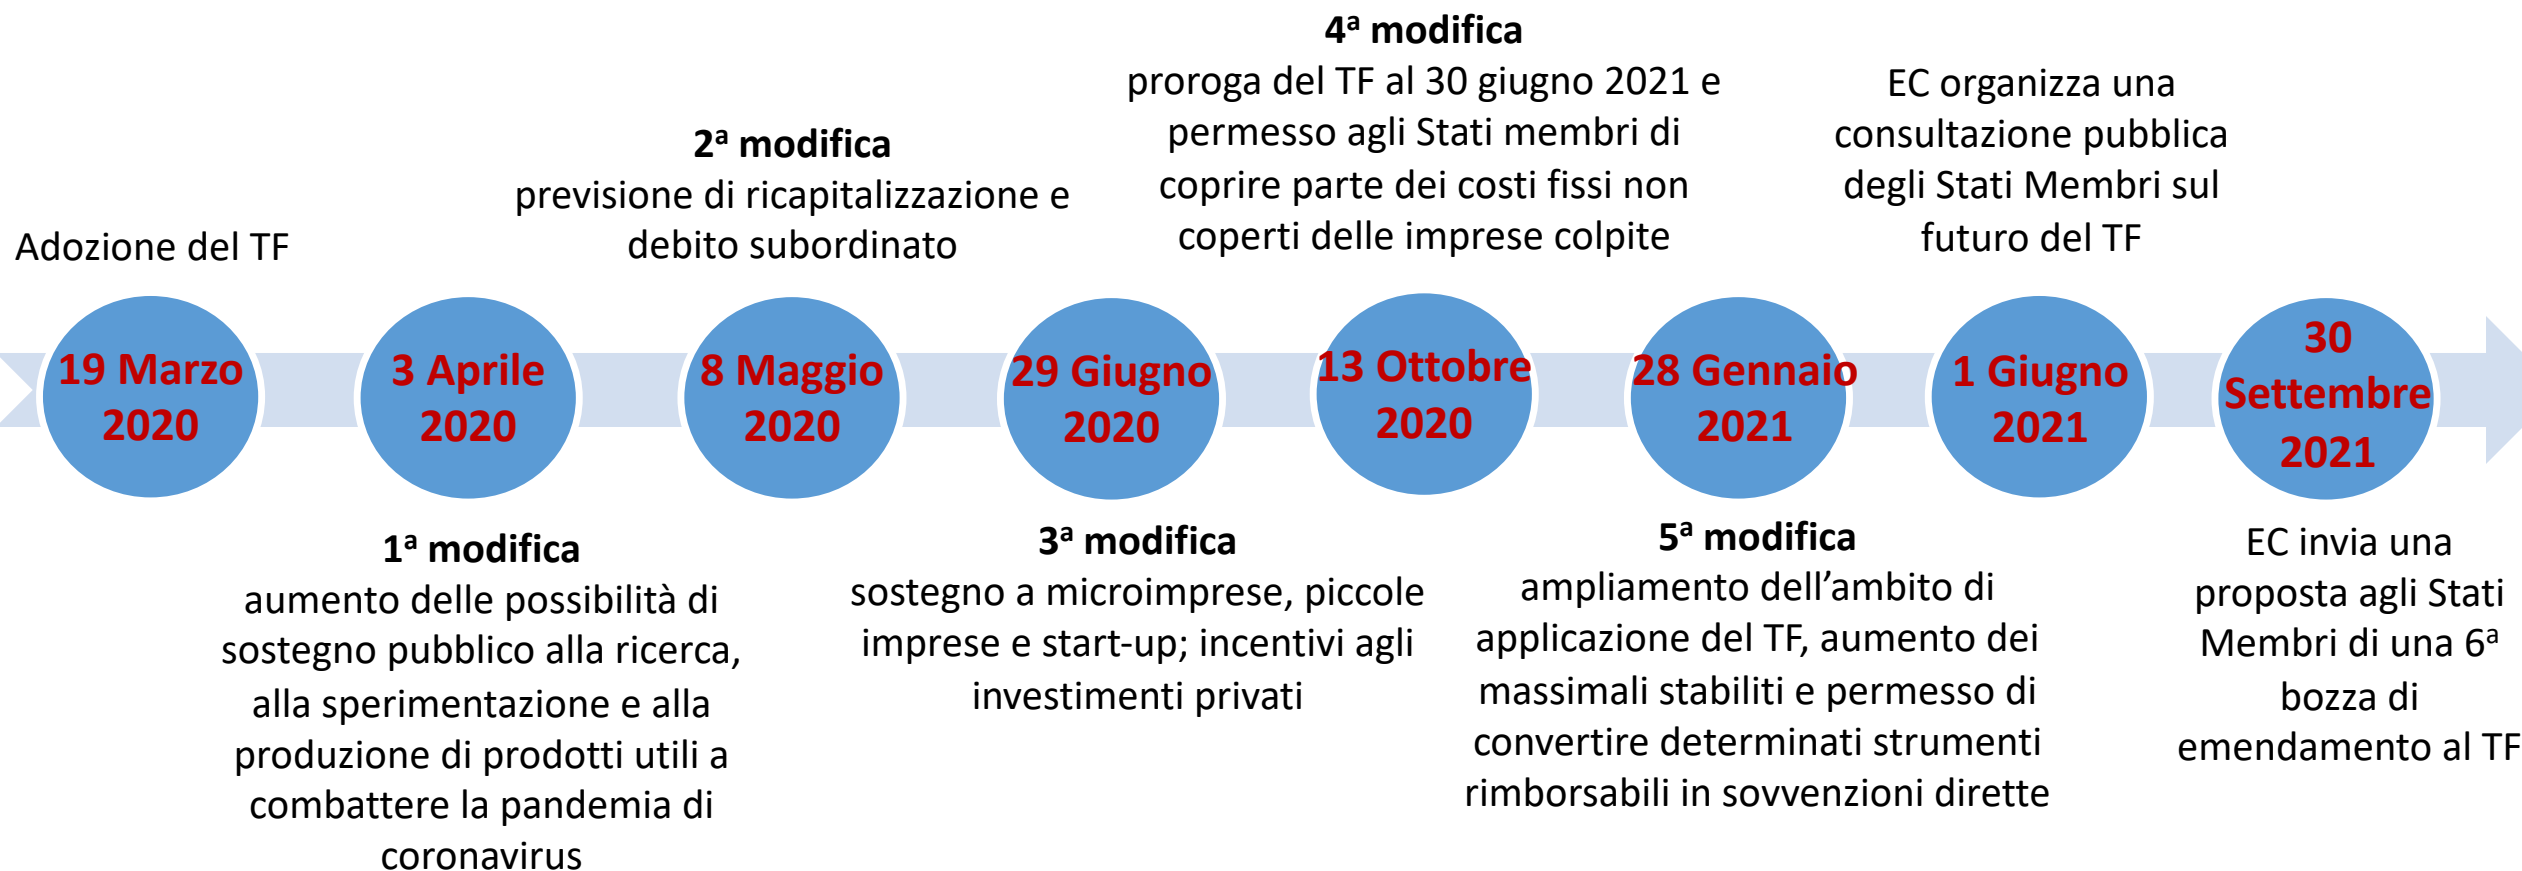 Adozione del TF
19 Marzo
2020
3 Aprile
2020
1ª modifica
aumento delle possibilità di
sostegno pubblico alla ricerca,
alla sperimentazione e alla
produzione di prodotti utili a
combattere la pandemia di
coronavirus
2ª modifica
previsione di ricapitalizzazione e
debito subordinato
8 Maggio
2020
29 Giugno
2020
3ª modifica
sostegno a microimprese, piccole
imprese e start-up; incentivi agli
investimenti privati
4ª modifica
proroga del TF al 30 giugno 2021 e
permesso agli Stati membri di
coprire parte dei costi fissi non
coperti delle imprese colpite
13 Ottobre
2020
28 Gennaio
2021
5ª modifica
ampliamento dell’ambito di
applicazione del TF, aumento dei
massimali stabiliti e permesso di
convertire determinati strumenti
rimborsabili in sovvenzioni dirette
EC organizza una
consultazione pubblica
degli Stati Membri sul
futuro del TF
1 Giugno
2021
30
Settembre
2021
EC invia una
proposta agli Stati
Membri di una 6ª
bozza di
emendamento al TF